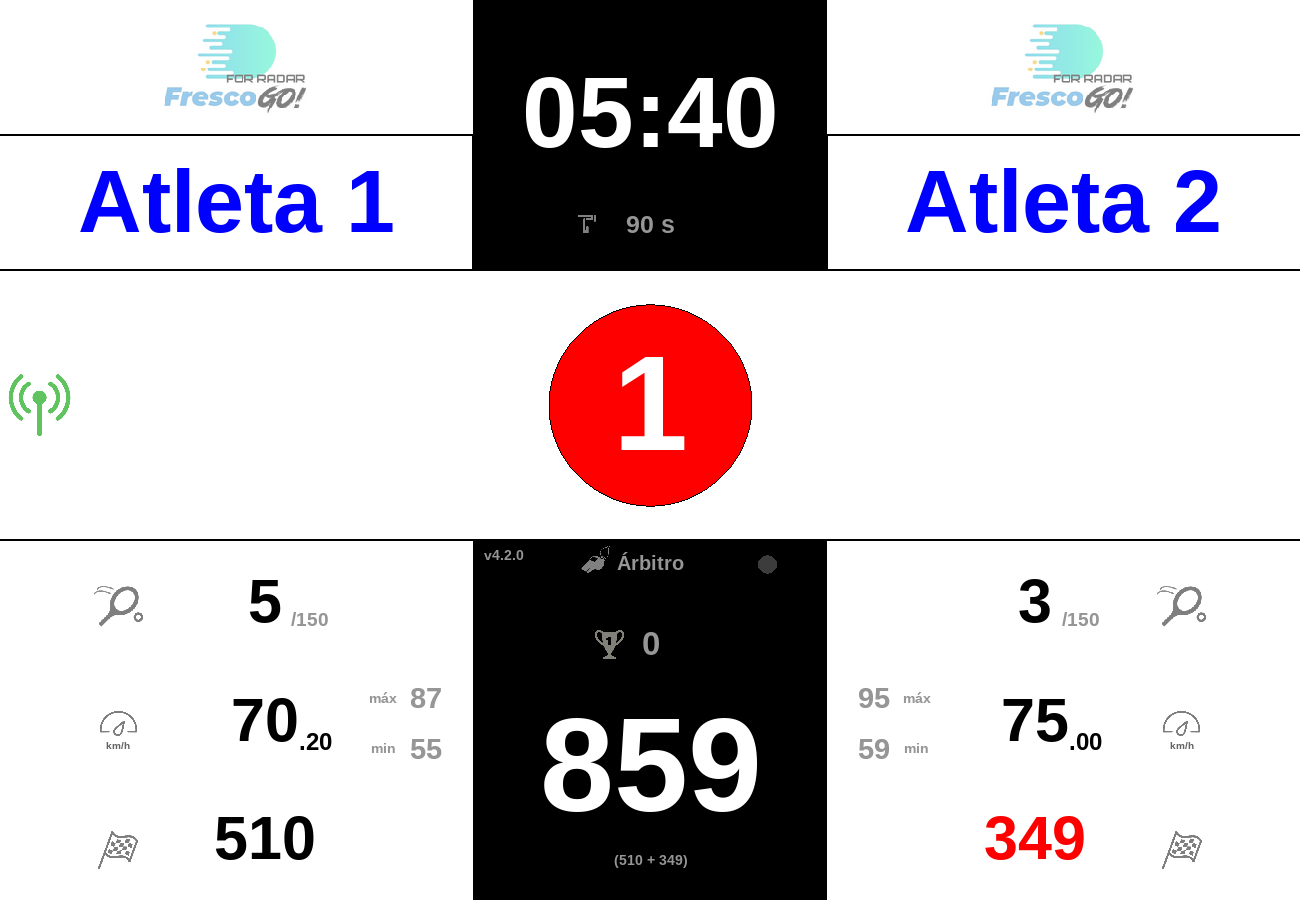 FOR RADAR
FrescoGO!
05:40
90 s
FOR RADAR
FrescoGO!
Atleta 1
Atleta 2
1
v4.2.0
Árbitro
5 /150
3 /150
1 0
máx 87
95 máx
70.20
75.00
min 55
59 min
km/h
km/h
859
510
349
(510 + 349)